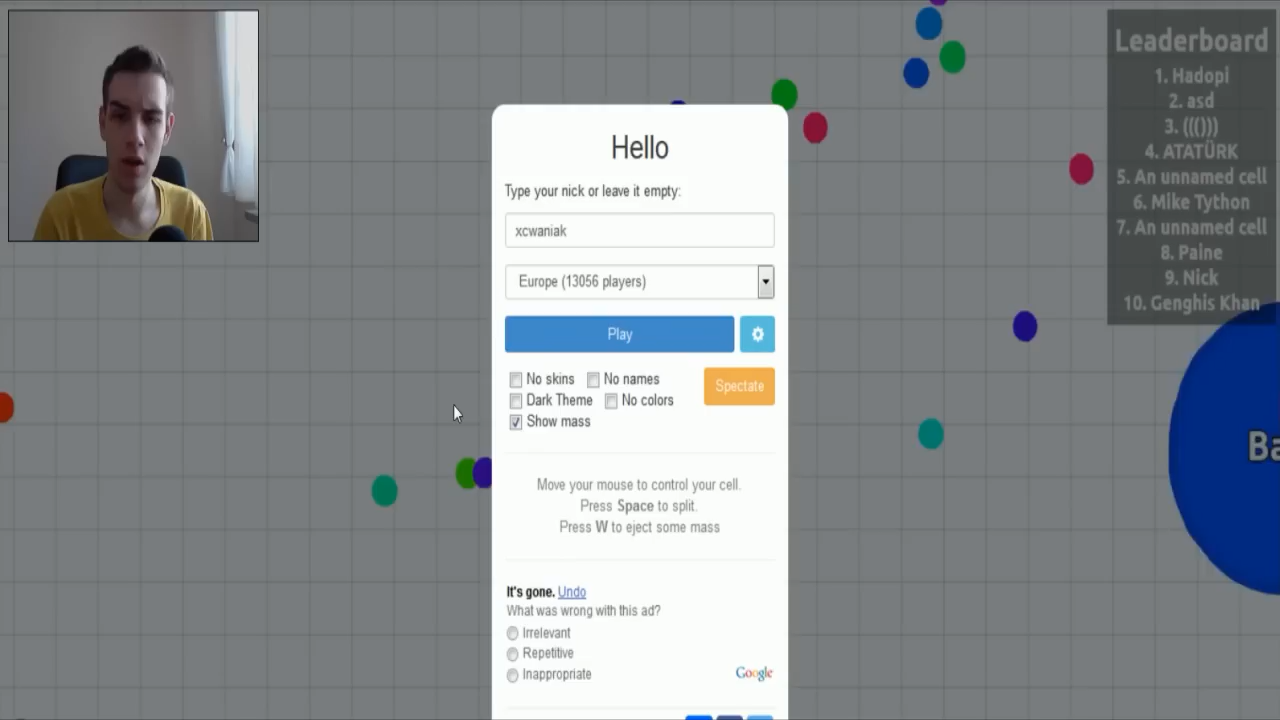 Leaderboard
1. Hadopi
2. asd
3. ((()))
4. ATATÜRK
5. An unnamed cell
6. Mike Tython
7. An unnamed cell
8. Paine
9. Nick
10. Genghis Khan
Hello
Type your nick or leave it empty:
xcwaniak
Europe (13056 players)
Play
No skins No names
Spectate
Dark Theme No colors
Show mass
Ba
Move your mouse to control your cell.
Press Space to split.
Press W to eject some mass
It's gone. Undo
What was wrong with this ad?
Irrelevant
Repetitive
Inappropriate
Google